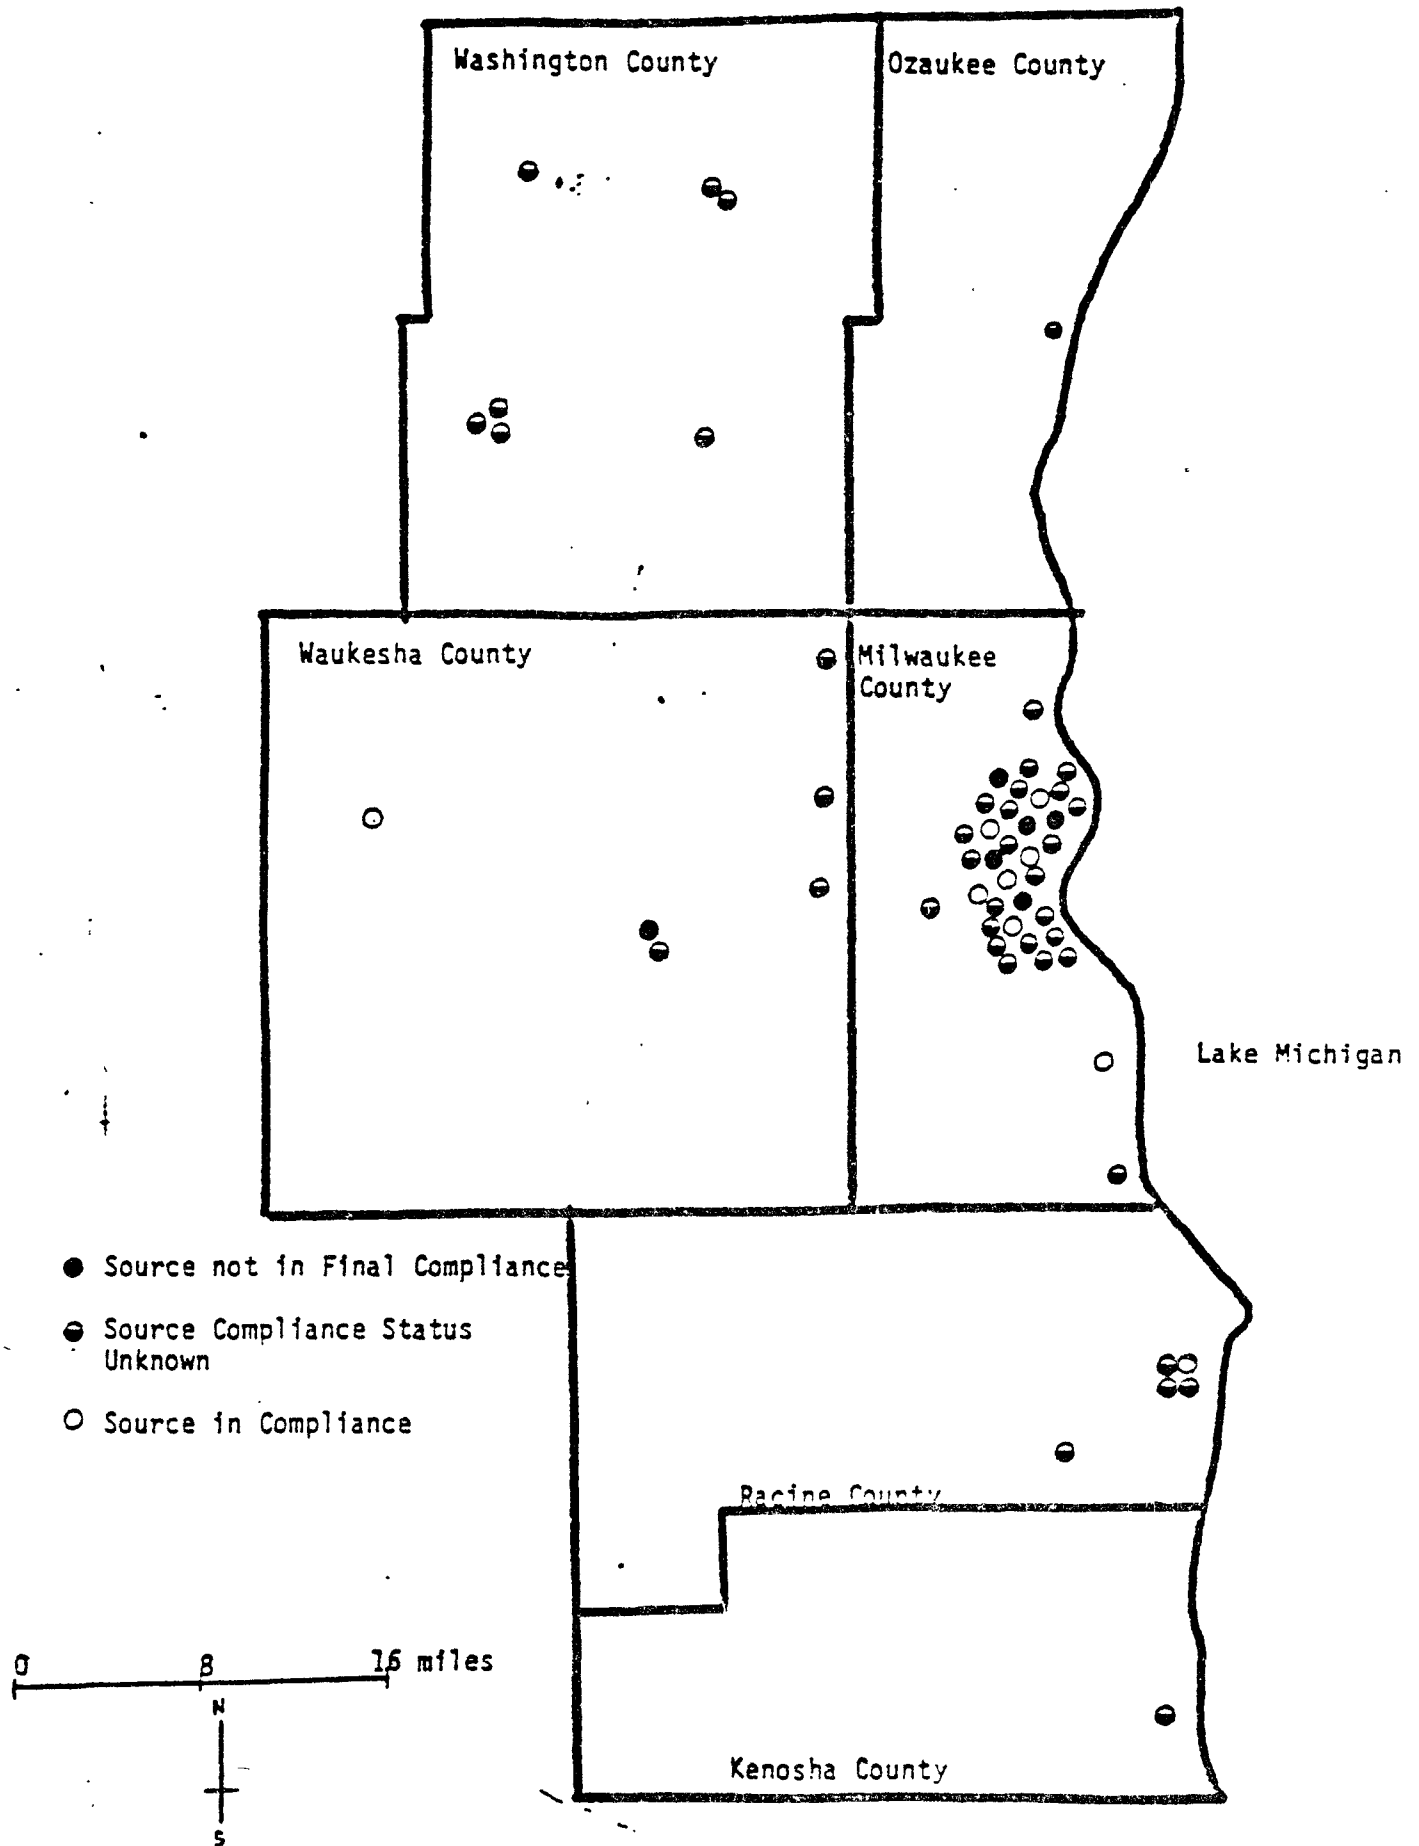 Washington County
Ozaukee County
Waukesha County
Milwaukee
County
Lake Michigan
Source not in Final Compliance
Source Compliance Status
Unknown
Source in Compliance
Racine County
0 8 16 miles
N
S
Kenosha County